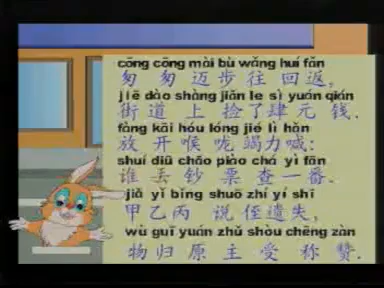 cōng cōng mài bù wǎng huí fǎn
匆匆迈步往回返,
jiē dào shàng jiǎn le sì yuán qián
街道上捡了肆元钱.
fàng kāi hóu lóng jié lì hǎn
放开喉咙竭力喊:
shuí diū chāo piào chá yì fān
谁丢钞票查一番.
jiǎ yǐ bǐng shuō zhí yí shī
甲乙丙说侄遗失,
wù guī yuán zhǔ shòu chēng zàn
物归原主受称赞.